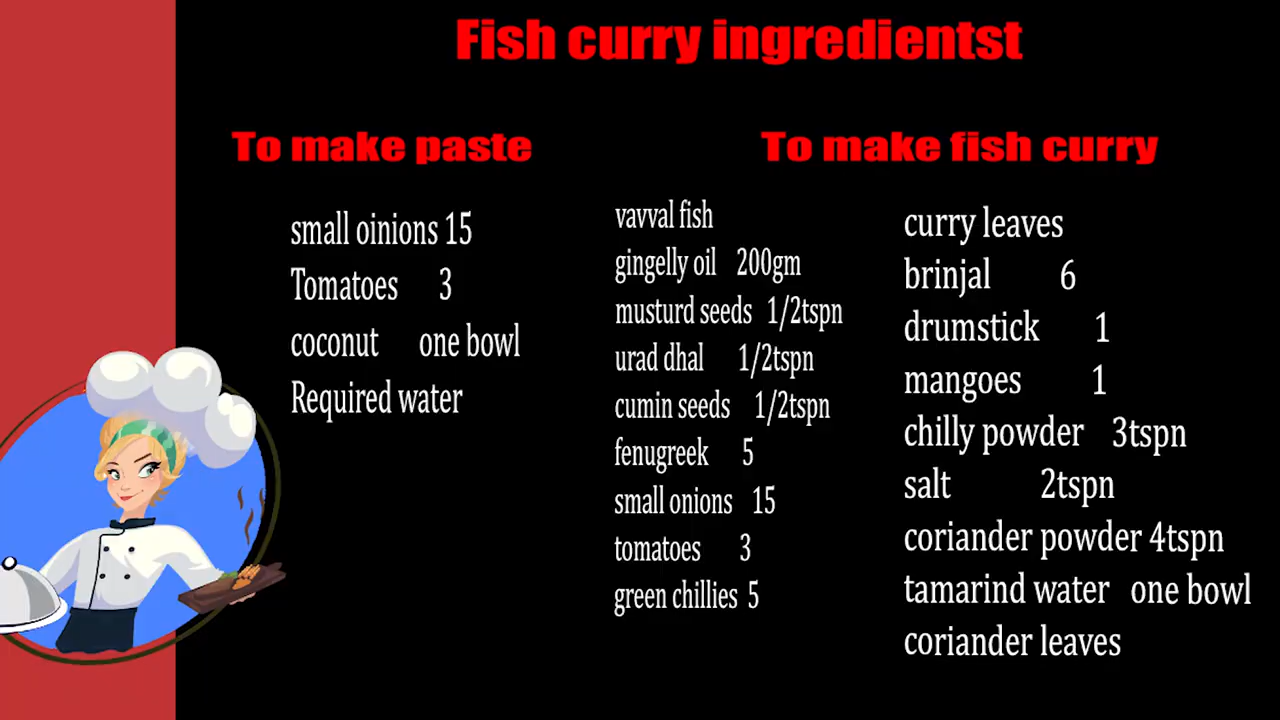 Fish curry ingredientst
To make paste
small oinions 15
Tomatoes 3
coconut one bowl
Required water
To make fish curry
vavval fish
gingelly oil 200gm
musturd seeds 1/2tspn
urad dhal 1/2tspn
cumin seeds 1/2tspn
fenugreek 5
small onions 15
tomatoes 3
green chillies 5
curry leaves
brinjal 6
drumstick 1
mangoes 1
chilly powder 3tspn
salt 2tspn
coriander powder 4tspn
tamarind water one bowl
coriander leaves